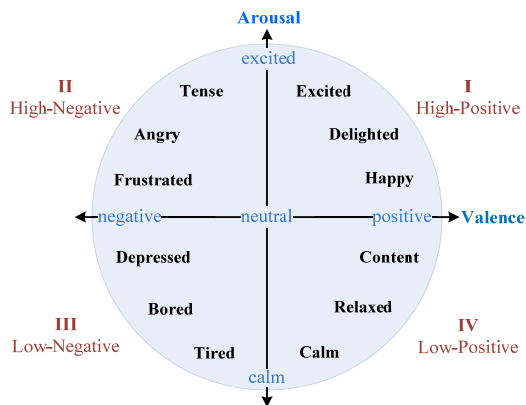 Arousal
excited
II
High-Negative
I
High-Positive
Tense
Excited
Angry
Delighted
Frustrated
Happy
negative
neutral
positive
Valence
Depressed
Content
Bored
Relaxed
III
Low-Negative
IV
Low-Positive
Tired
Calm
calm